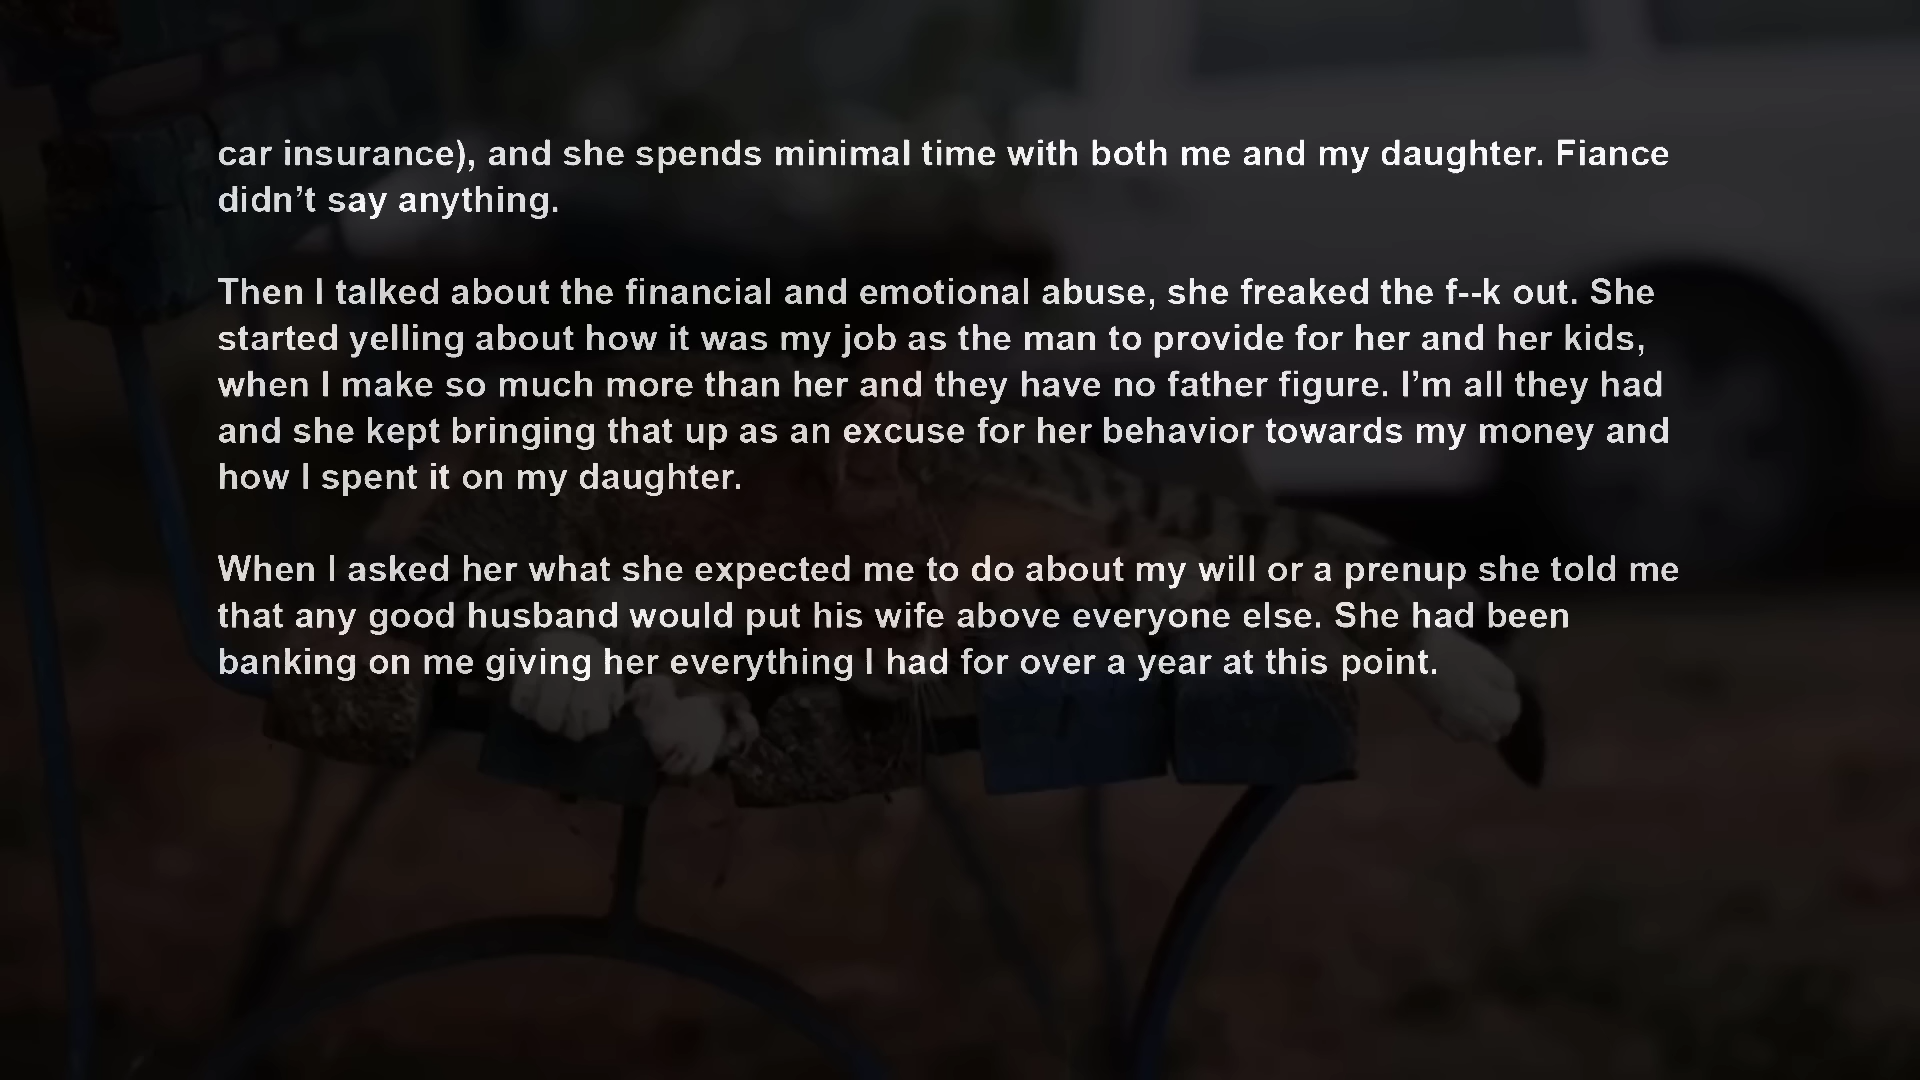 car insurance), and she spends minimal time with both me and my daughter. Fiance
didn’t say anything.
Then I talked about the financial and emotional abuse, she freaked the f--k out. She
started yelling about how it was my job as the man to provide for her and her kids,
when I make so much more than her and they have no father figure. I’m all they had
and she kept bringing that up as an excuse for her behavior towards my money and
how I spent it on my daughter.
When I asked her what she expected me to do about my will or a prenup she told me
that any good husband would put his wife above everyone else. She had been
banking on me giving her everything I had for over a year at this point.